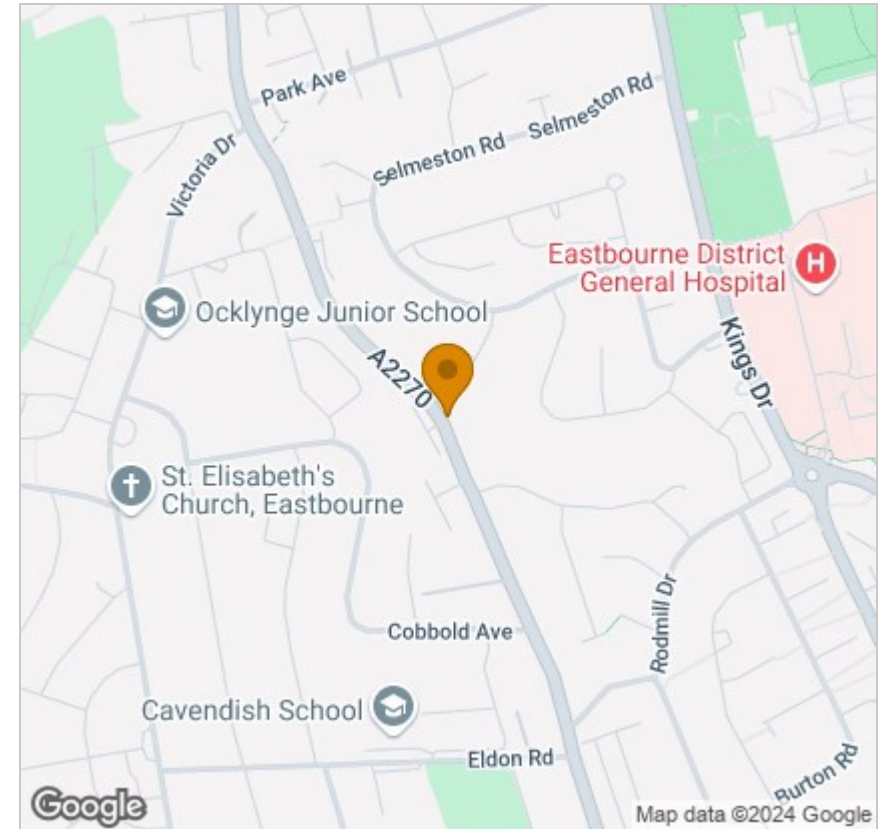 Park Ave
Selmeston Rd
Selmeston Rd
Victoria Dr
Eastbourne District
General Hospital
H
Ocklynge Junior School
Kings Dr
A2270
St. Elisabeth's
Church, Eastbourne
Rodmill Dr
Cobbold Ave
Cavendish School
Eldon Rd
Burton Rd
Google
Map data ©2024 Google